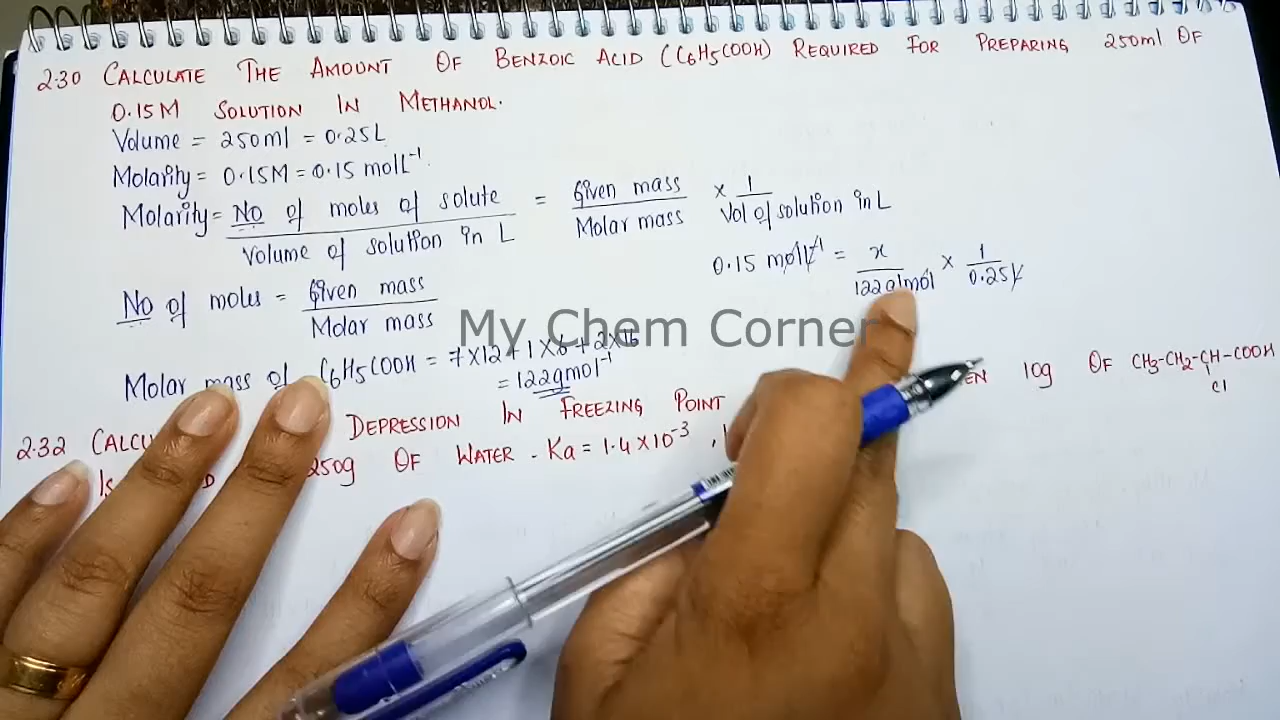 2.30 CALCULATE THE AMOUNT OF BENZOIC ACID (C6H5COOH) REQUIRED FOR PREPARING 250ml OF
0.15M SOLUTION IN METHANOL.
Volume = 250ml = 0.25L
Molarity = 0.15M = 0.15 molL⁻¹.
Molarity = No of moles of solute / Volume of solution in L = Given mass / Molar mass × 1 / Vol of solution in L
0.15 molL⁻¹ = x / 122g/mol × 1 / 0.25L
No of moles = Given mass / Molar mass
My Chem Corner
Molar mass of C6H5COOH = 7×12+1×6+2×16
= 122gmol⁻¹
2.32 DEPRESSION IN FREEZING POINT 10g OF CH3-CH2-CH-COOH
Cl
250g OF WATER. Ka = 1.4×10⁻³,